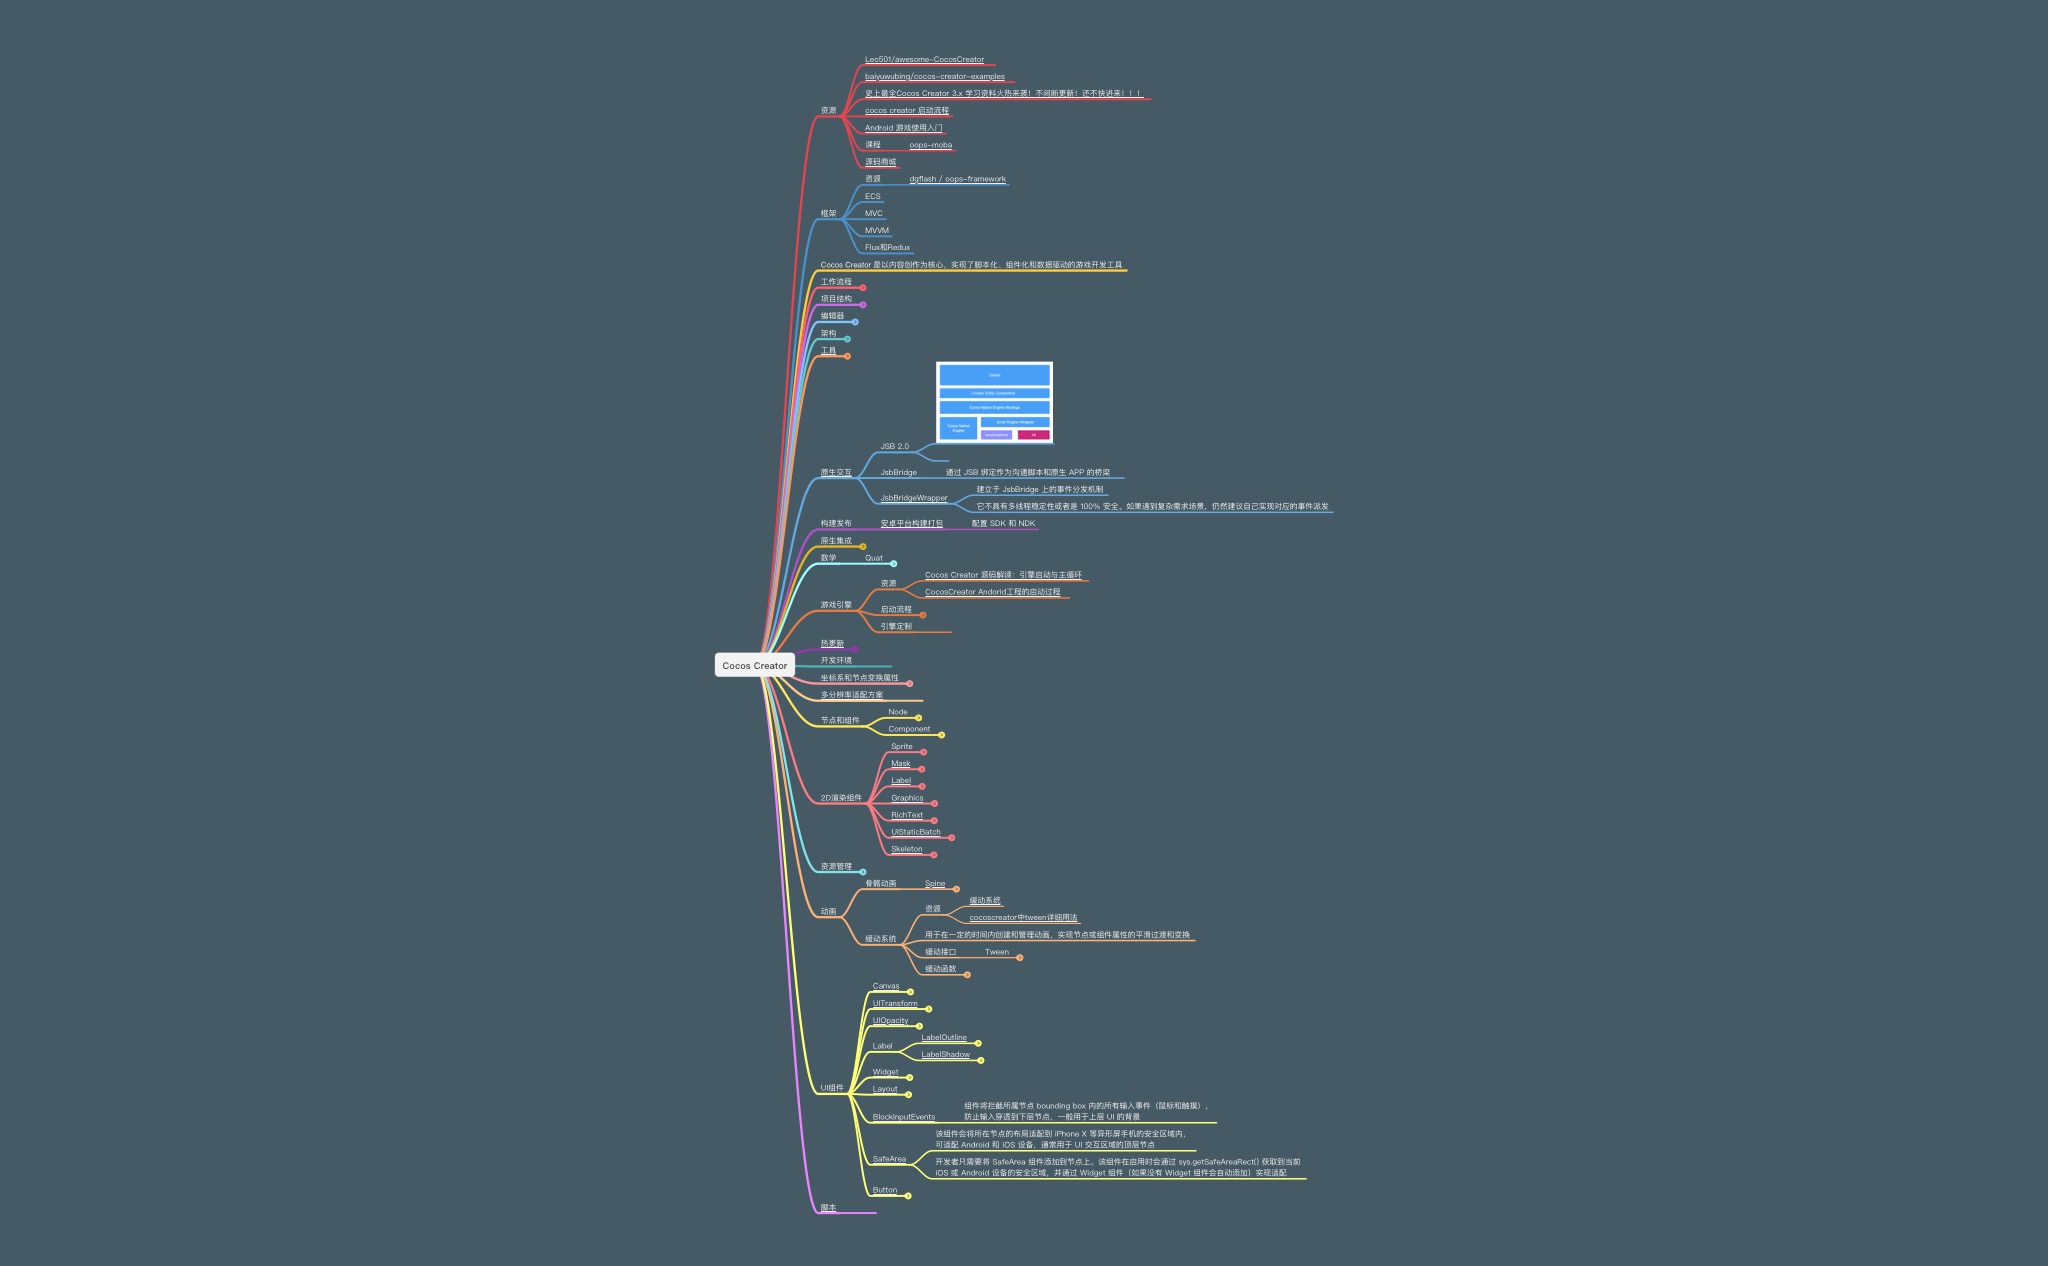 Leo501/awesome-CocosCreator
baiyuwubing/cocos-creator-examples
史上最全Cocos Creator 3.x 学习资料火热来袭！不间断更新！还不快进来！！！
资源
cocos creator 启动流程
Android 游戏使用入门
课程
oops-moba
源码商城
资源
dgflash / oops-framework
ECS
框架
MVC
MVVM
Flux和Redux
Cocos Creator 是以内容创作为核心，实现了脚本化、组件化和数据驱动的游戏开发工具
工作流程
项目结构
编辑器
架构
工具
Game
Creator Entity Component
Cocos Native Engine Bindings
Cocos Native
Engine
Script Engine Wrapper
JavaScriptCore
V8
JSB 2.0
原生交互
JsbBridge
通过 JSB 绑定作为沟通脚本和原生 APP 的桥梁
建立于 JsbBridge 上的事件分发机制
JsbBridgeWrapper
它不具有多线程稳定性或者是 100% 安全。如果遇到复杂需求场景，仍然建议自己实现对应的事件派发
构建发布
安卓平台构建打包
配置 SDK 和 NDK
原生集成
数学
Quat
Cocos Creator 源码解读：引擎启动与主循环
资源
CocosCreator Andorid工程的启动过程
游戏引擎
启动流程
引擎定制
热更新
开发环境
Cocos Creator
坐标系和节点变换属性
多分辨率适配方案
Node
节点和组件
Component
Sprite
Mask
Label
2D渲染组件
Graphics
RichText
UIStaticBatch
Skeleton
资源管理
骨骼动画
Spine
缓动系统
资源
动画
cocoscreator中tween详细用法
用于在一定的时间内创建和管理动画，实现节点或组件属性的平滑过渡和变换
缓动系统
缓动接口
Tween
缓动函数
Canvas
UITransform
UIOpacity
LabelOutline
Label
LabelShadow
Widget
UI组件
Layout
组件将拦截所属节点 bounding box 内的所有输入事件（鼠标和触摸），
防止输入穿透到下层节点，一般用于上层 UI 的背景
BlockInputEvents
该组件会将所在节点的布局适配到 iPhone X 等异形屏手机的安全区域内，
可适配 Android 和 iOS 设备，通常用于 UI 交互区域的顶层节点
SafeArea
开发者只需要将 SafeArea 组件添加到节点上，该组件在启用时会通过 sys.getSafeAreaRect() 获取到当前
iOS 或 Android 设备的安全区域，并通过 Widget 组件（如果没有 Widget 组件会自动添加）实现适配
Button
脚本